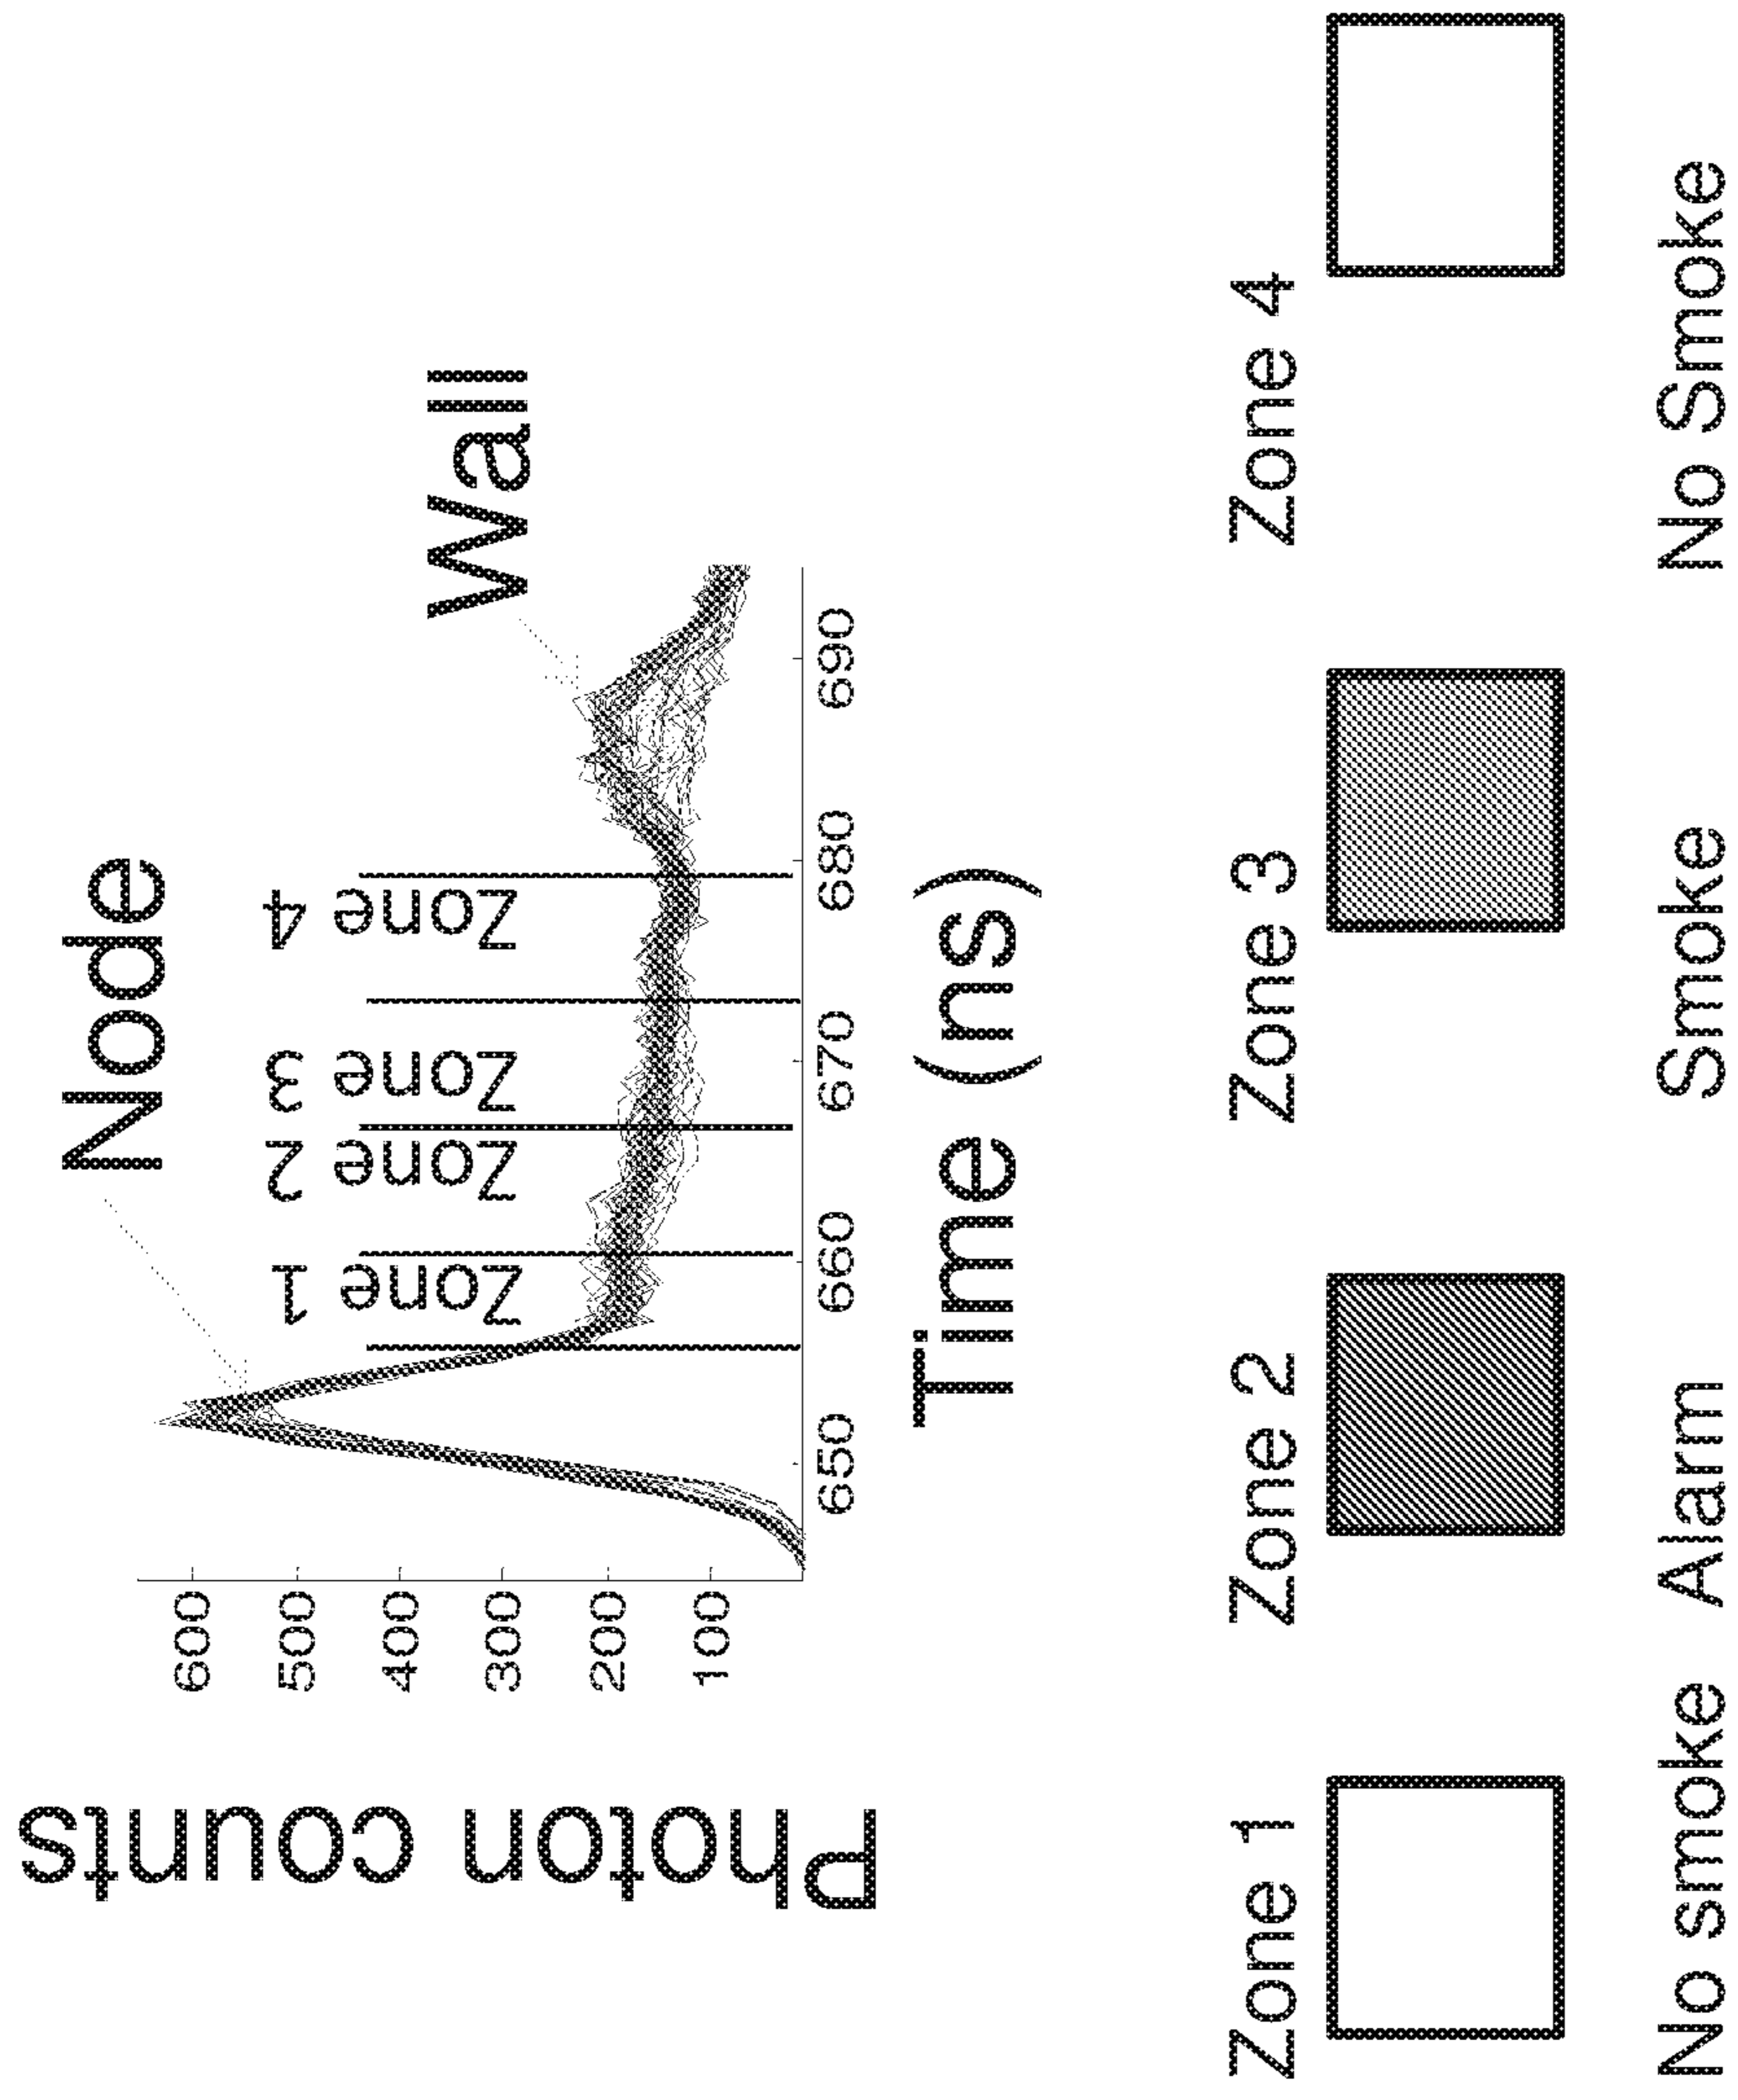 Node
Wall
Photon counts
600
500
400
300
200
100
Zone 1
Zone 2
Zone 3
Zone 4
650
660
670
680
690
Time (ns)
Zone 1
Zone 2
Zone 3
Zone 4
No smoke
Alarm
Smoke
No Smoke